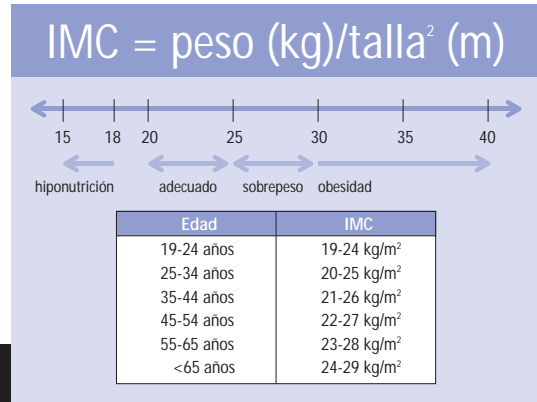 IMC = peso (kg)/talla² (m)
15 18 20 25 30 35 40
hiponutrición adecuado sobrepeso obesidad
Edad IMC
19-24 años 19-24 kg/m²
25-34 años 20-25 kg/m²
35-44 años 21-26 kg/m²
45-54 años 22-27 kg/m²
55-65 años 23-28 kg/m²
<65 años 24-29 kg/m²